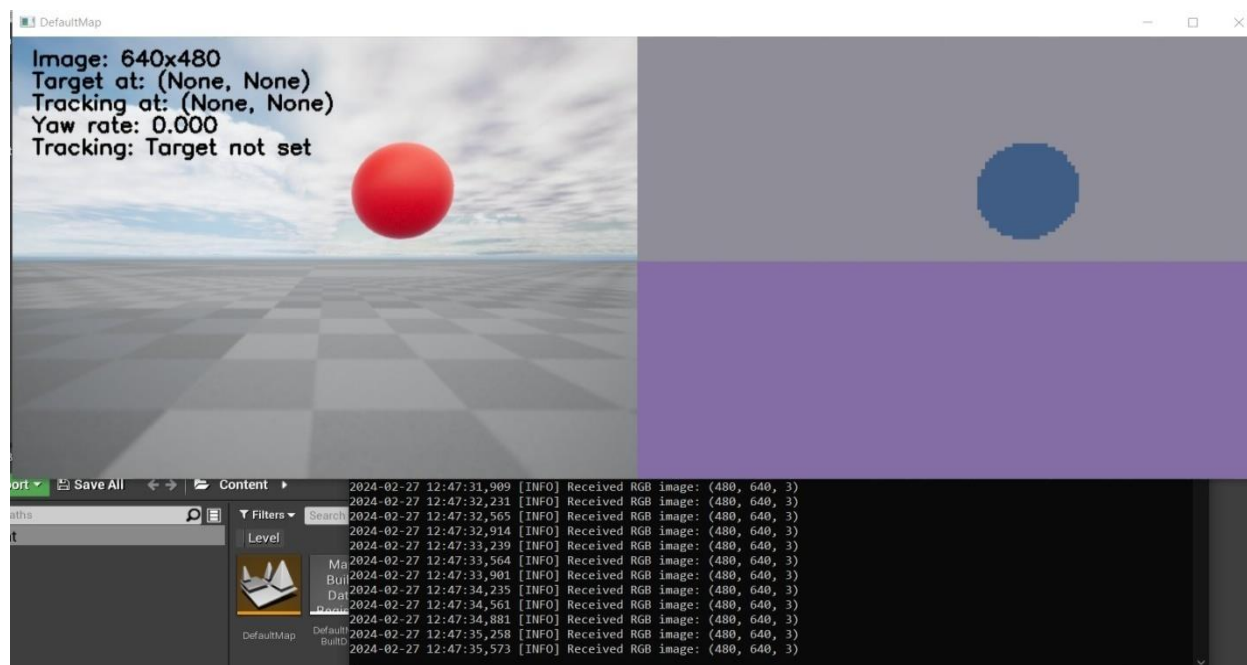 DefaultMap
Image: 640x480
Target at: (None, None)
Tracking at: (None, None)
Yaw rate: 0.000
Tracking: Target not set
Save All
Content
Filters
Search
Level
DefaultMap
2024-02-27 12:47:31,909 [INFO] Received RGB image: (480, 640, 3)
2024-02-27 12:47:32,231 [INFO] Received RGB image: (480, 640, 3)
2024-02-27 12:47:32,565 [INFO] Received RGB image: (480, 640, 3)
2024-02-27 12:47:32,914 [INFO] Received RGB image: (480, 640, 3)
2024-02-27 12:47:33,239 [INFO] Received RGB image: (480, 640, 3)
2024-02-27 12:47:33,564 [INFO] Received RGB image: (480, 640, 3)
2024-02-27 12:47:33,901 [INFO] Received RGB image: (480, 640, 3)
2024-02-27 12:47:34,235 [INFO] Received RGB image: (480, 640, 3)
2024-02-27 12:47:34,561 [INFO] Received RGB image: (480, 640, 3)
2024-02-27 12:47:34,881 [INFO] Received RGB image: (480, 640, 3)
2024-02-27 12:47:35,258 [INFO] Received RGB image: (480, 640, 3)
2024-02-27 12:47:35,573 [INFO] Received RGB image: (480, 640, 3)